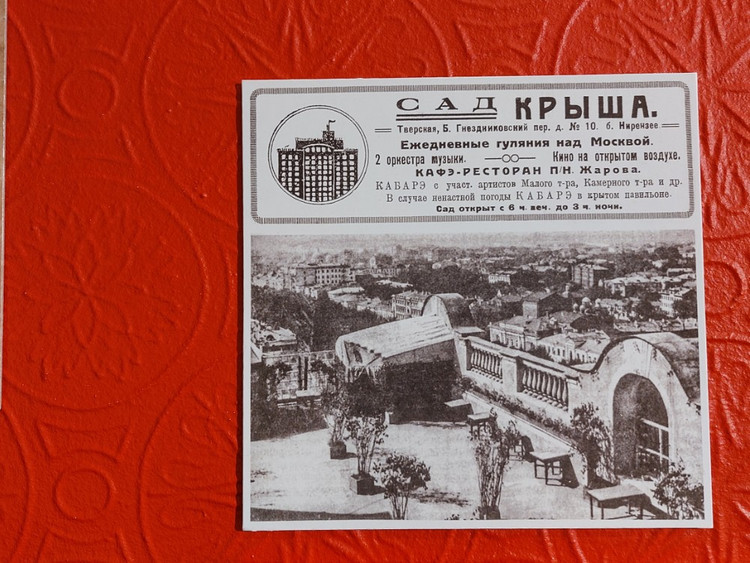 САД КРЫША.
Тверская, Б. Гнездниковский пер. д. № 10. б. Нирензее
Ежедневные гуляния над Москвой.
2 оркестра музыки. Кино на открытом воздухе.
КАФЭ-РЕСТОРАН П/Н. Жарова.
КАБАРЭ с участ. артистов Малого т-ра, Камерного т-ра и др.
В случае ненастной погоды КАБАРЭ в крытом павильоне.
Сад открыт с 6 ч. веч. до 3 ч. ночи.